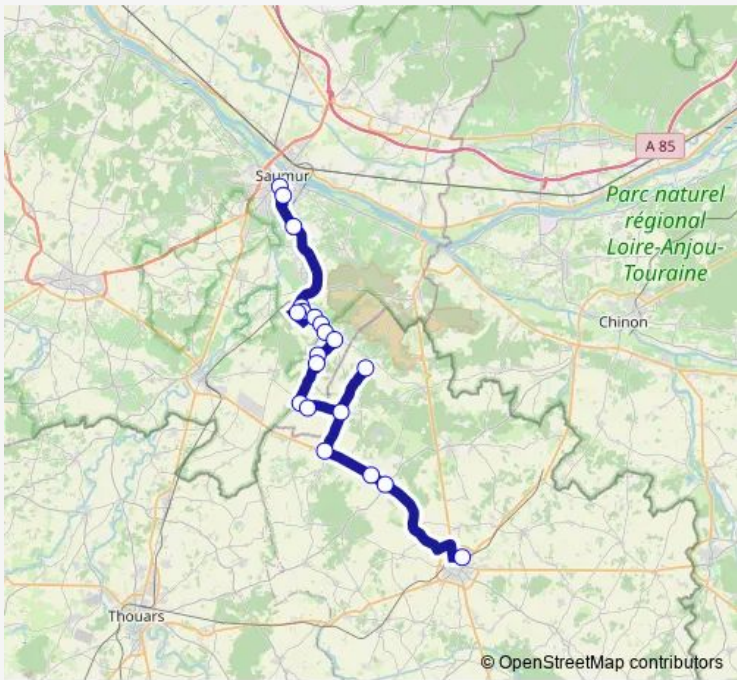 A 85
Saumur
Parc naturel
régional
Loire-Anjou-
Touraine
Chinon
Thouars
© OpenStreetMap contributors